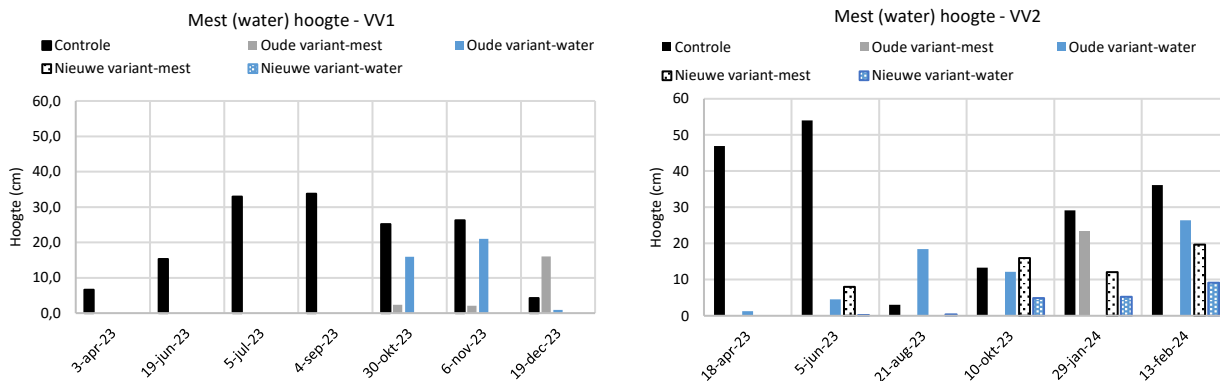 Mest (water) hoogte - VV1
Controle
Oude variant-mest
Oude variant-water
Nieuwe variant-mest
Nieuwe variant-water
Hoogte (cm)
60,0
50,0
40,0
30,0
20,0
10,0
0,0
3-apr-23
19-jun-23
5-jul-23
4-sep-23
30-okt-23
6-nov-23
19-dec-23
Mest (water) hoogte - VV2
Controle
Oude variant-mest
Oude variant-water
Nieuwe variant-mest
Nieuwe variant-water
Hoogte (cm)
60
50
40
30
20
10
0
18-apr-23
5-jun-23
21-aug-23
10-okt-23
29-jan-24
13-feb-24